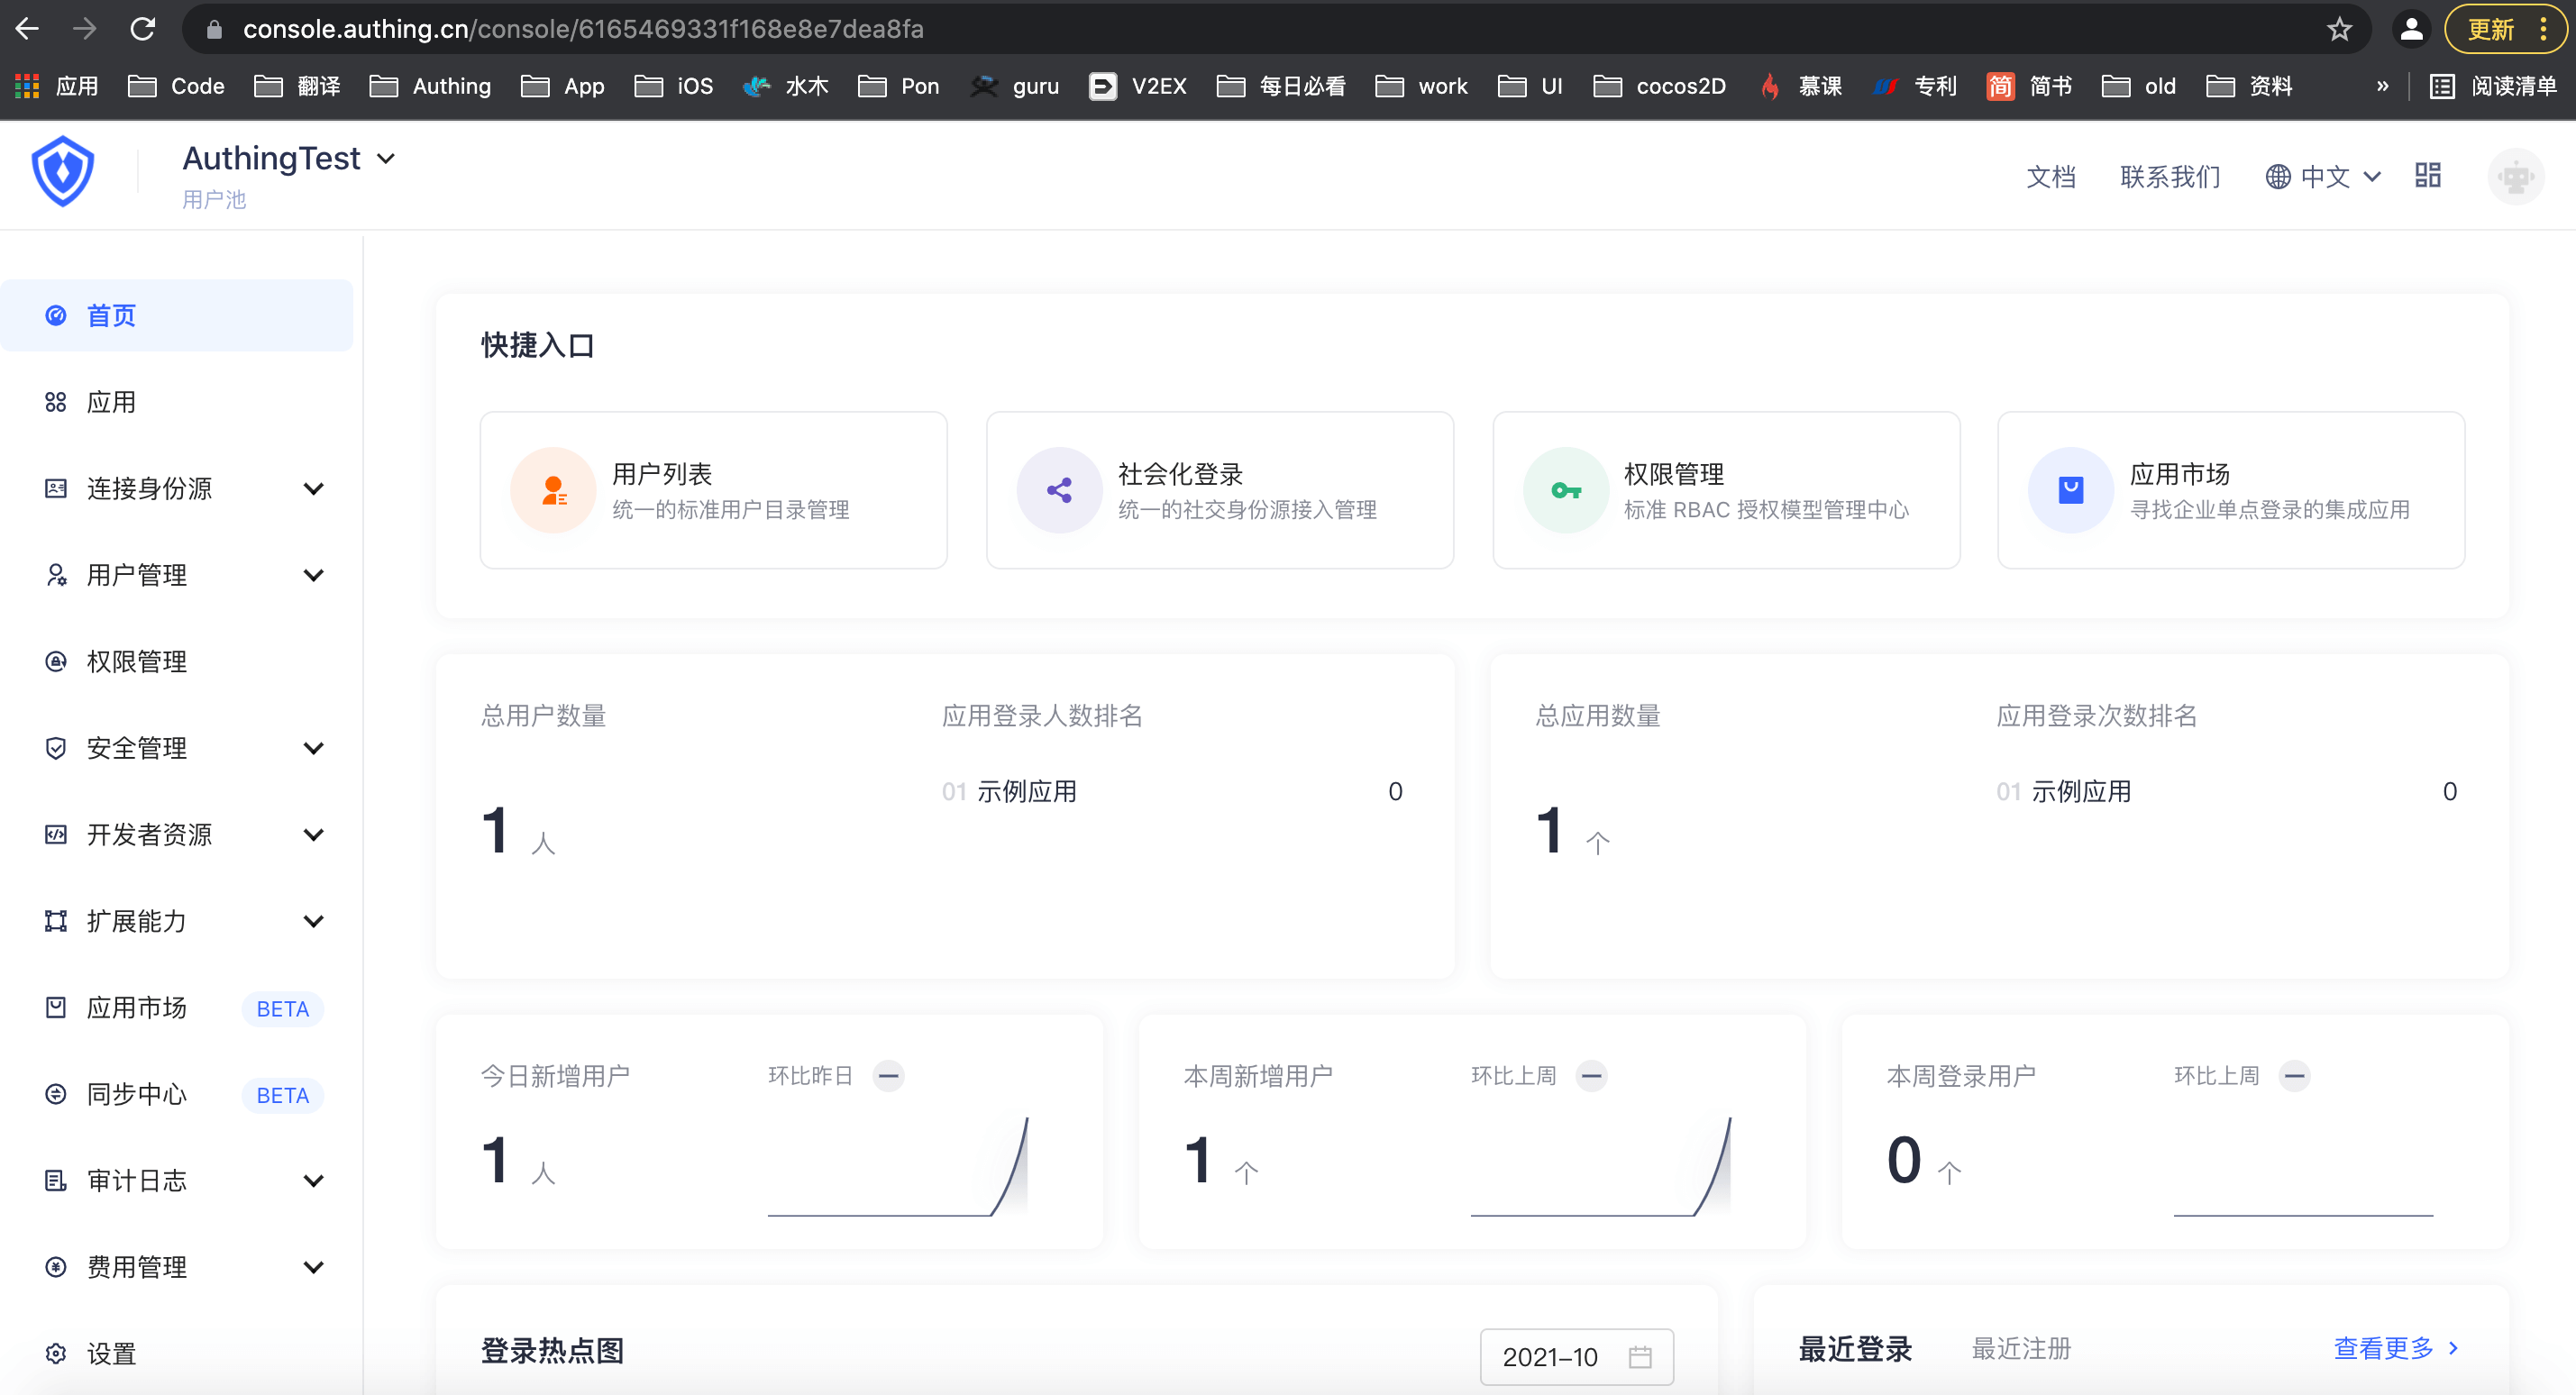 console.authing.cn/console/6165469331f168e8e7dea8fa
更新
应用 Code 翻译 Authing App iOS 水木 Pon guru V2EX 每日必看 work UI cocos2D 慕课 专利 简 简书 old 资料 » 阅读清单
AuthingTest
用户池
文档 联系我们 中文
首页
应用
连接身份源
用户管理
权限管理
安全管理
开发者资源
扩展能力
应用市场 BETA
同步中心 BETA
审计日志
费用管理
设置
快捷入口
用户列表
统一的标准用户目录管理
社会化登录
统一的社交身份源接入管理
权限管理
标准 RBAC 授权模型管理中心
应用市场
寻找企业单点登录的集成应用
总用户数量
1 人
应用登录人数排名
01 示例应用 0
总应用数量
1 个
应用登录次数排名
01 示例应用 0
今日新增用户 环比昨日
1 人
本周新增用户 环比上周
1 个
本周登录用户 环比上周
0 个
登录热点图 2021-10
最近登录 最近注册 查看更多